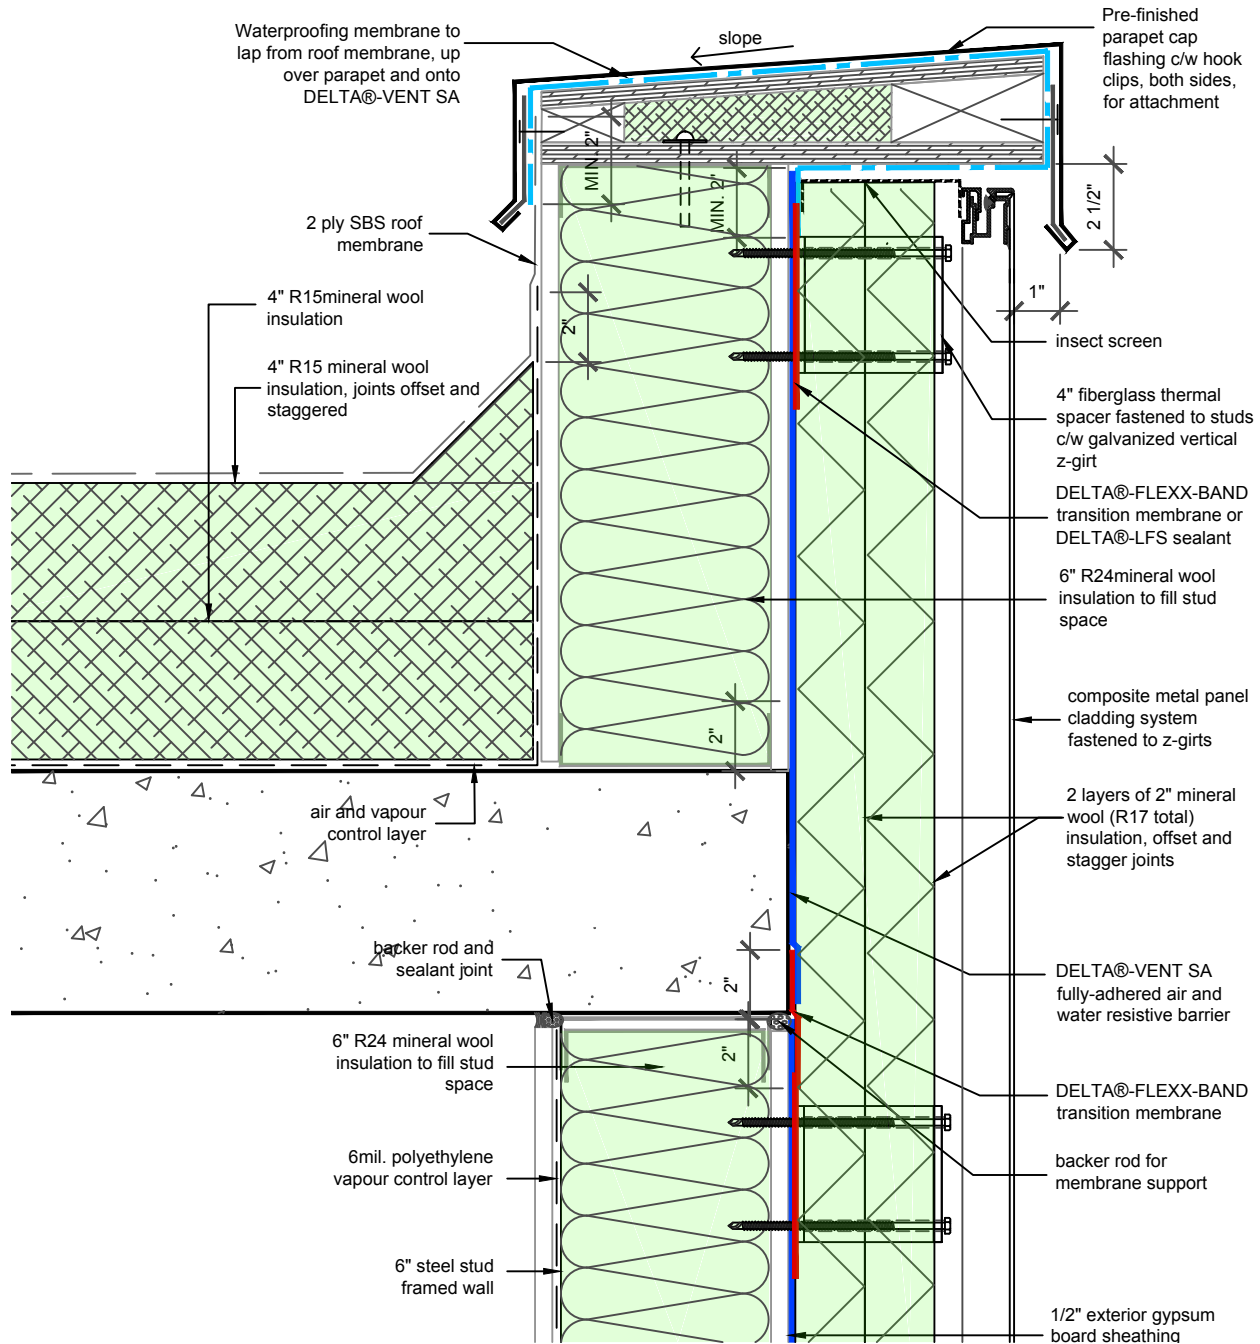 Waterproofing membrane to
lap from roof membrane, up
over parapet and onto
DELTA®-VENT SA
slope
Pre-finished
parapet cap
flashing c/w hook
clips, both sides,
for attachment
MIN. 2"
MIN. 2"
2 1/2"
1"
2 ply SBS roof
membrane
4" R15mineral wool
insulation
2"
insect screen
4" R15 mineral wool
insulation, joints offset and
staggered
4" fiberglass thermal
spacer fastened to studs
c/w galvanized vertical
z-girt
DELTA®-FLEXX-BAND
transition membrane or
DELTA®-LFS sealant
6" R24mineral wool
insulation to fill stud
space
composite metal panel
cladding system
fastened to z-girts
2"
air and vapour
control layer
2 layers of 2" mineral
wool (R17 total)
insulation, offset and
stagger joints
backer rod and
sealant joint
2"
DELTA®-VENT SA
fully-adhered air and
water resistive barrier
6" R24 mineral wool
insulation to fill stud
space
2"
DELTA®-FLEXX-BAND
transition membrane
6mil. polyethylene
vapour control layer
backer rod for
membrane support
6" steel stud
framed wall
1/2" exterior gypsum
board sheathing